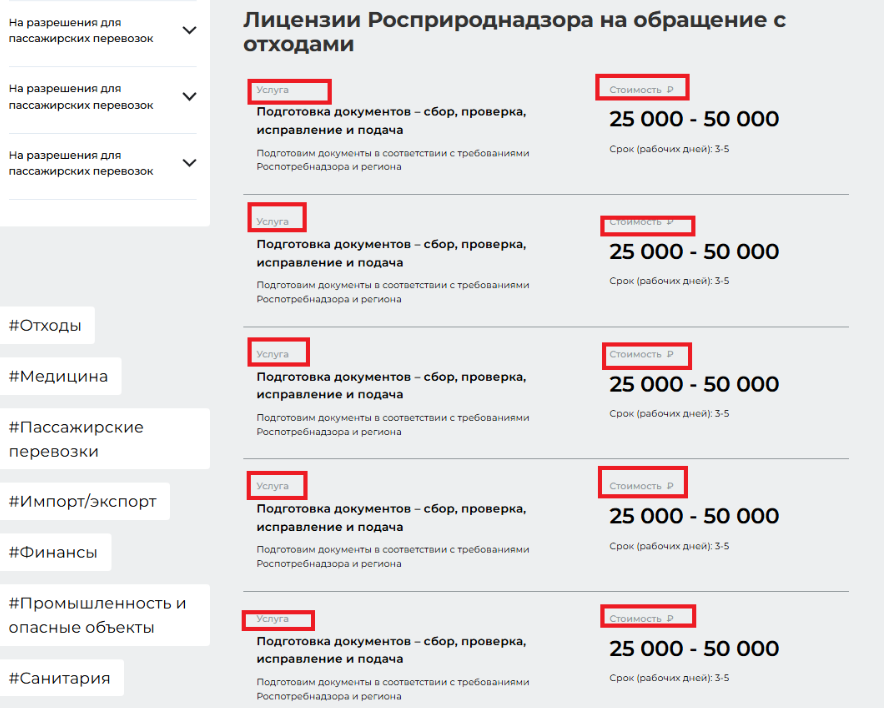 На разрешения для
пассажирских перевозок
На разрешения для
пассажирских перевозок
На разрешения для
пассажирских перевозок
#Отходы
#Медицина
#Пассажирские
перевозки
#Импорт/экспорт
#Финансы
#Промышленность и
опасные объекты
#Санитария
Лицензии Росприроднадзора на обращение с
отходами
Услуга
Стоимость ₽
Подготовка документов – сбор, проверка,
исправление и подача
25 000 - 50 000
Подготовим документы в соответствии с требованиями
Роспотребнадзора и региона
Срок (рабочих дней): 3-5
Услуга
Стоимость ₽
Подготовка документов – сбор, проверка,
исправление и подача
25 000 - 50 000
Подготовим документы в соответствии с требованиями
Роспотребнадзора и региона
Срок (рабочих дней): 3-5
Услуга
Стоимость ₽
Подготовка документов – сбор, проверка,
исправление и подача
25 000 - 50 000
Подготовим документы в соответствии с требованиями
Роспотребнадзора и региона
Срок (рабочих дней): 3-5
Услуга
Стоимость ₽
Подготовка документов – сбор, проверка,
исправление и подача
25 000 - 50 000
Подготовим документы в соответствии с требованиями
Роспотребнадзора и региона
Срок (рабочих дней): 3-5
Услуга
Стоимость ₽
Подготовка документов – сбор, проверка,
исправление и подача
25 000 - 50 000
Подготовим документы в соответствии с требованиями
Роспотребнадзора и региона
Срок (рабочих дней): 3-5